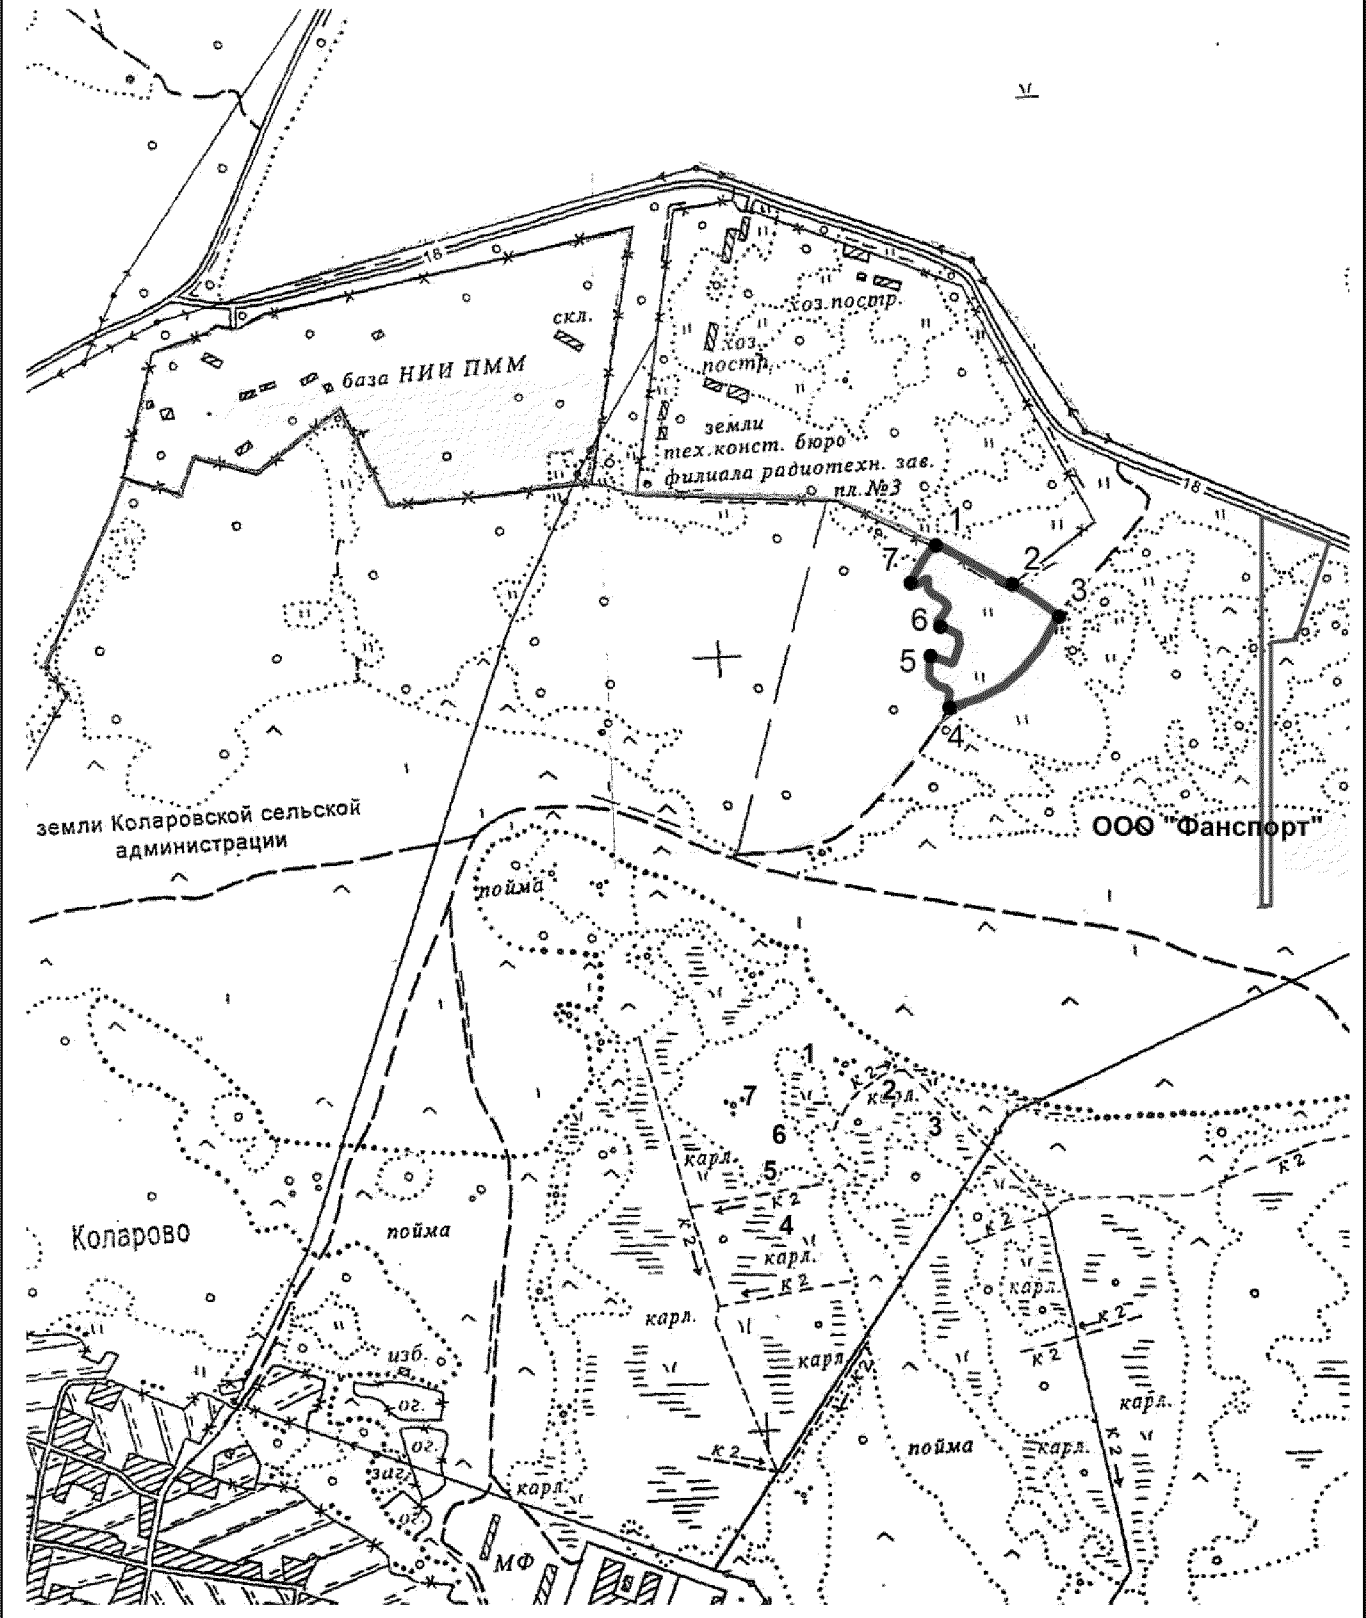 18
скл.
хоз.постр.
хоз.
постр.
база НИИ ПММ
земли
тех.конст. бюро
филиала радиотехн. зав.
пл.№3
18
1
2
7
3
6
5
4
земли Коларовской сельской
администрации
ООО "Фанспорт"
пойма
1
к 2
7
2
карл.
3
6
карл.
5
к 2
к 2
Коларово
пойма
4
к 2
к 2
карл.
к 2
карл.
карл.
к 2
к 2
изб.
карл.
к 2
карл.
ог.
ог.
к 2
пойма
карл.
к 2
заг.
карл.
ог.
МФ